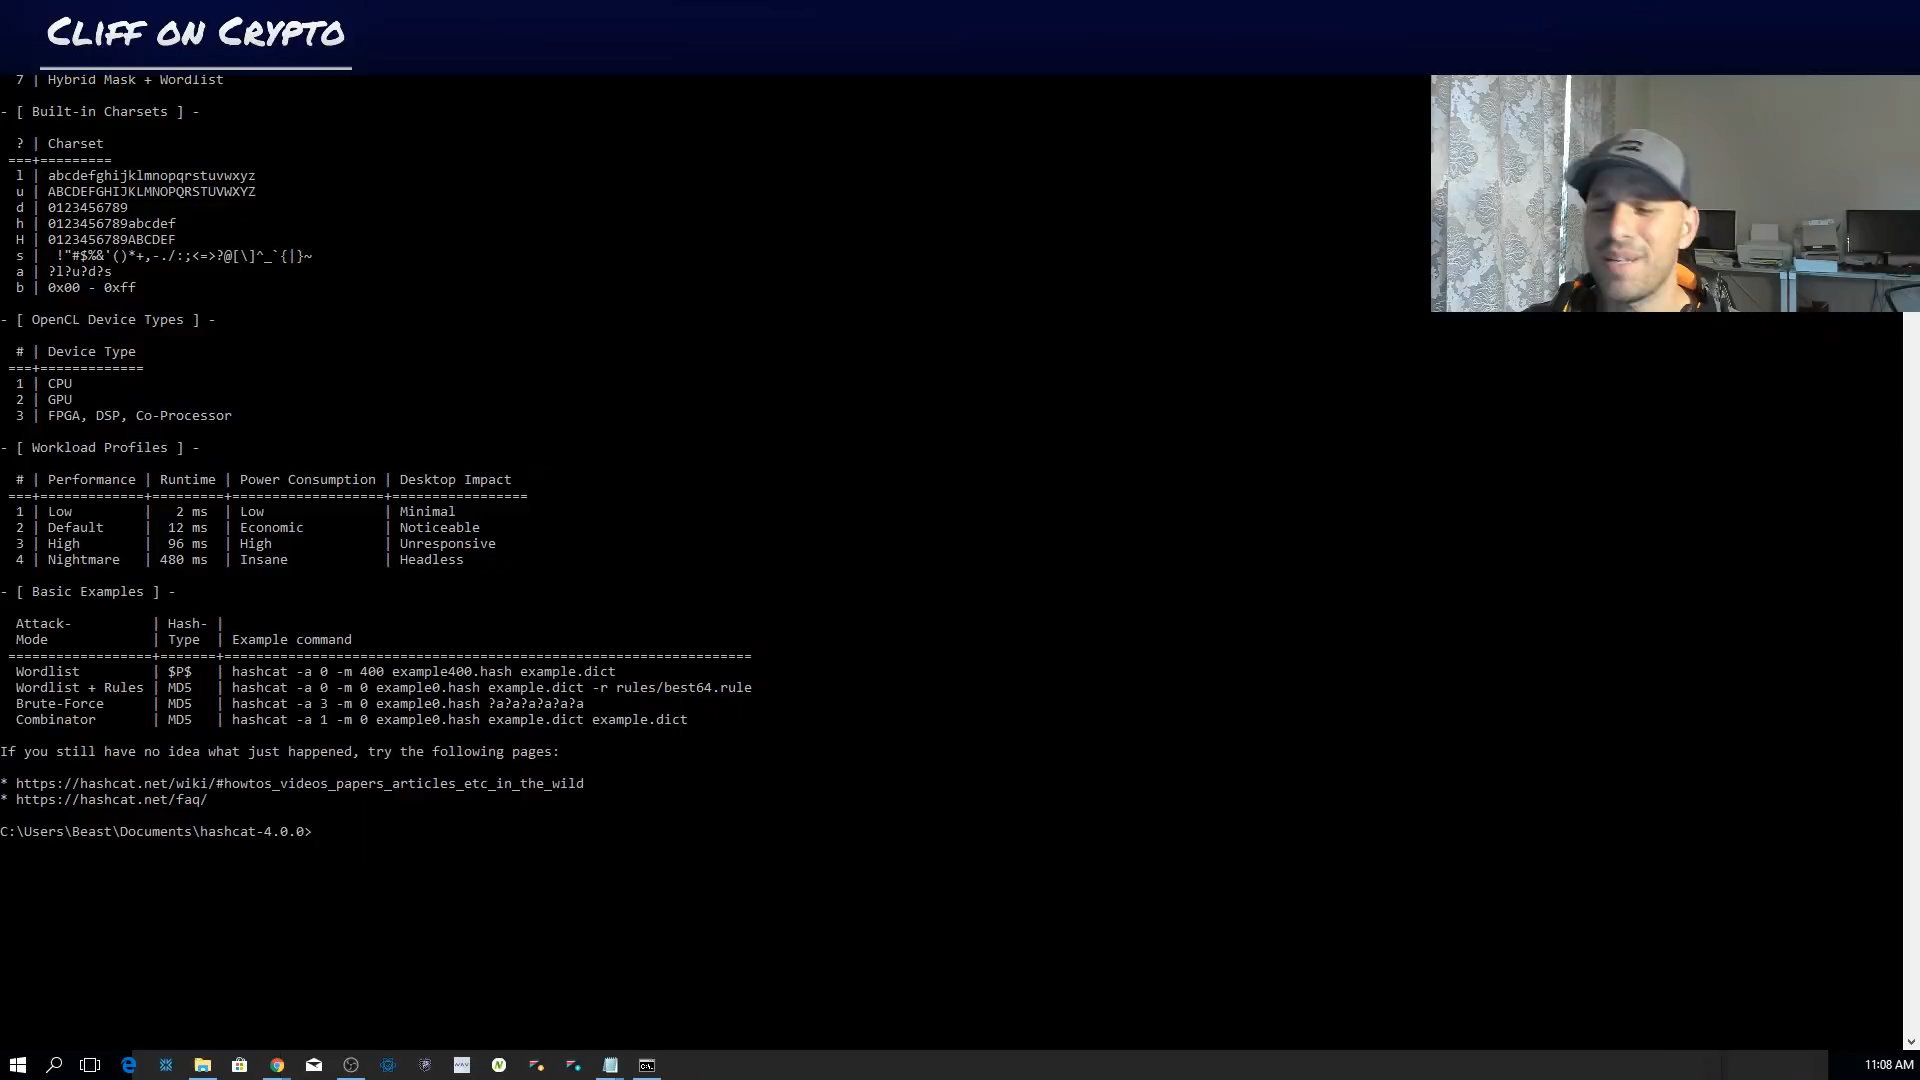 Cliff on Crypto
7 | Hybrid Mask + Wordlist
- [ Built-in Charsets ] -
? | Charset
===+=========
l | abcdefghijklmnopqrstuvwxyz
u | ABCDEFGHIJKLMNOPQRSTUVWXYZ
d | 0123456789
h | 0123456789abcdef
H | 0123456789ABCDEF
s |  !"#$%&'()*+,-./:;<=>?@[\]^_`{|}~
a | ?l?u?d?s
b | 0x00 - 0xff
- [ OpenCL Device Types ] -
# | Device Type
===+=============
1 | CPU
2 | GPU
3 | FPGA, DSP, Co-Processor
- [ Workload Profiles ] -
# | Performance | Runtime | Power Consumption | Desktop Impact
===+=============+=========+===================+=================
1 | Low         |   2 ms  | Low               | Minimal
2 | Default     |  12 ms  | Economic          | Noticeable
3 | High        |  96 ms  | High              | Unresponsive
4 | Nightmare   | 480 ms  | Insane            | Headless
- [ Basic Examples ] -
Attack-          | Hash- |
Mode             | Type  | Example command
==================+=======+==================================================================
Wordlist         | $P$   | hashcat -a 0 -m 400 example400.hash example.dict
Wordlist + Rules | MD5   | hashcat -a 0 -m 0 example0.hash example.dict -r rules/best64.rule
Brute-Force      | MD5   | hashcat -a 3 -m 0 example0.hash ?a?a?a?a?a?a
Combinator       | MD5   | hashcat -a 1 -m 0 example0.hash example.dict example.dict
If you still have no idea what just happened, try the following pages:
* https://hashcat.net/wiki/#howtos_videos_papers_articles_etc_in_the_wild
* https://hashcat.net/faq/
C:\Users\Beast\Documents\hashcat-4.0.0>
11:08 AM